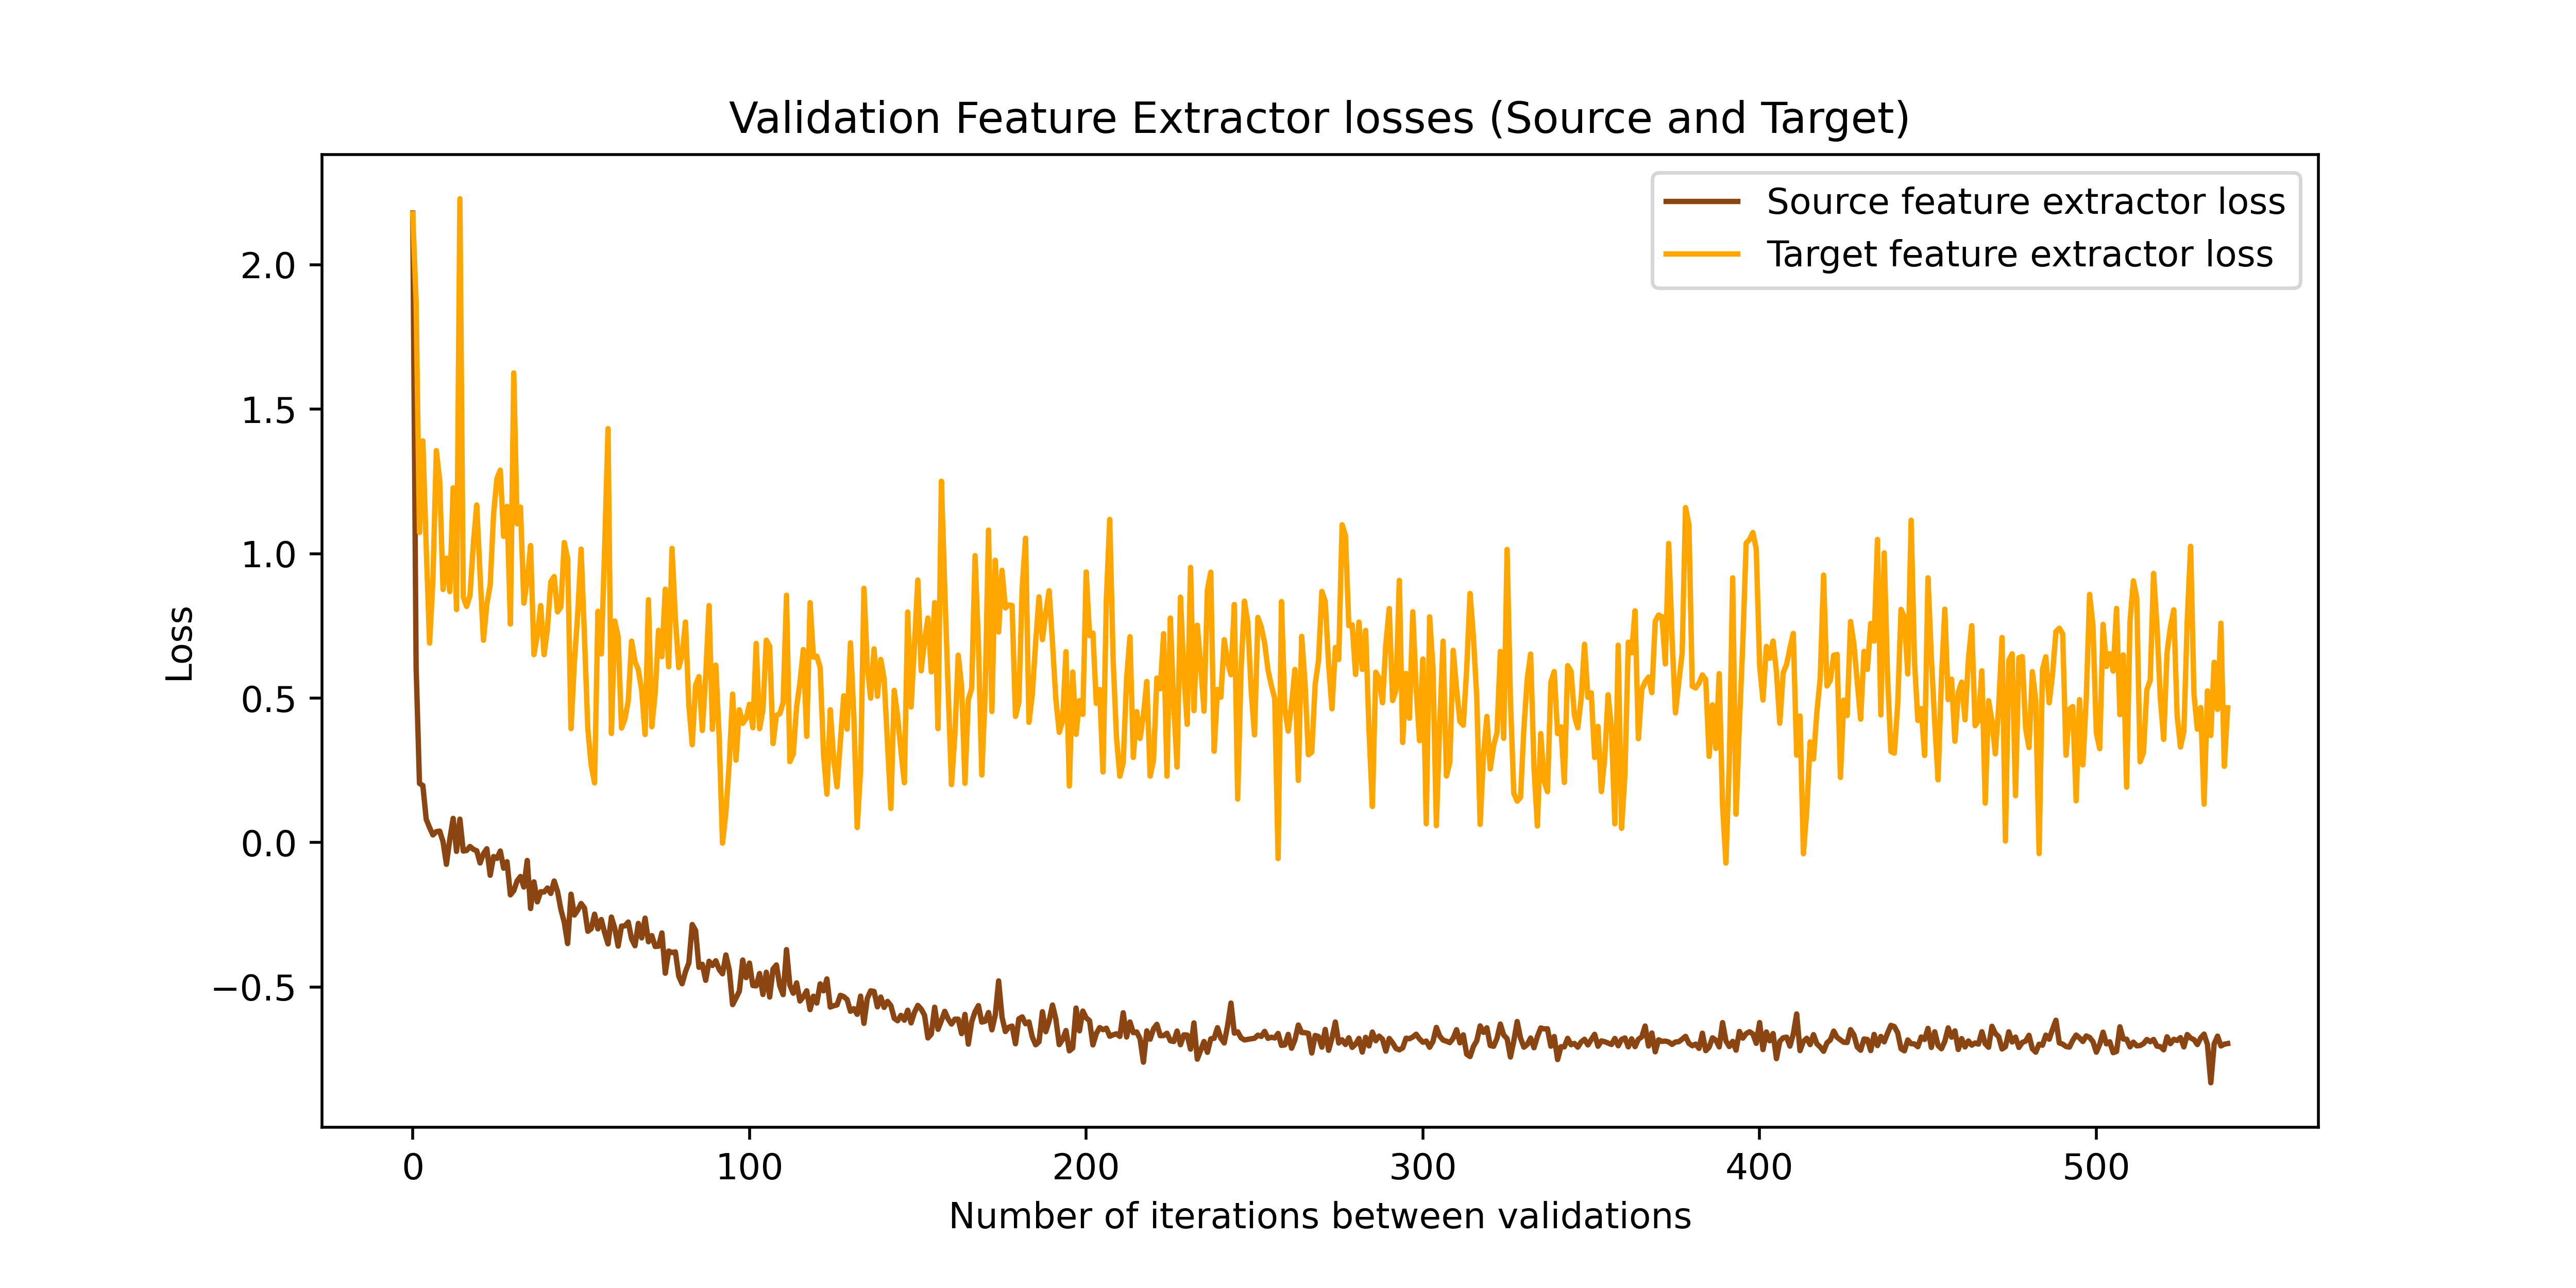 Validation Feature Extractor losses (Source and Target)
Source feature extractor loss
Target feature extractor loss
Loss
2.0
1.5
1.0
0.5
0.0
−0.5
0 100 200 300 400 500
Number of iterations between validations